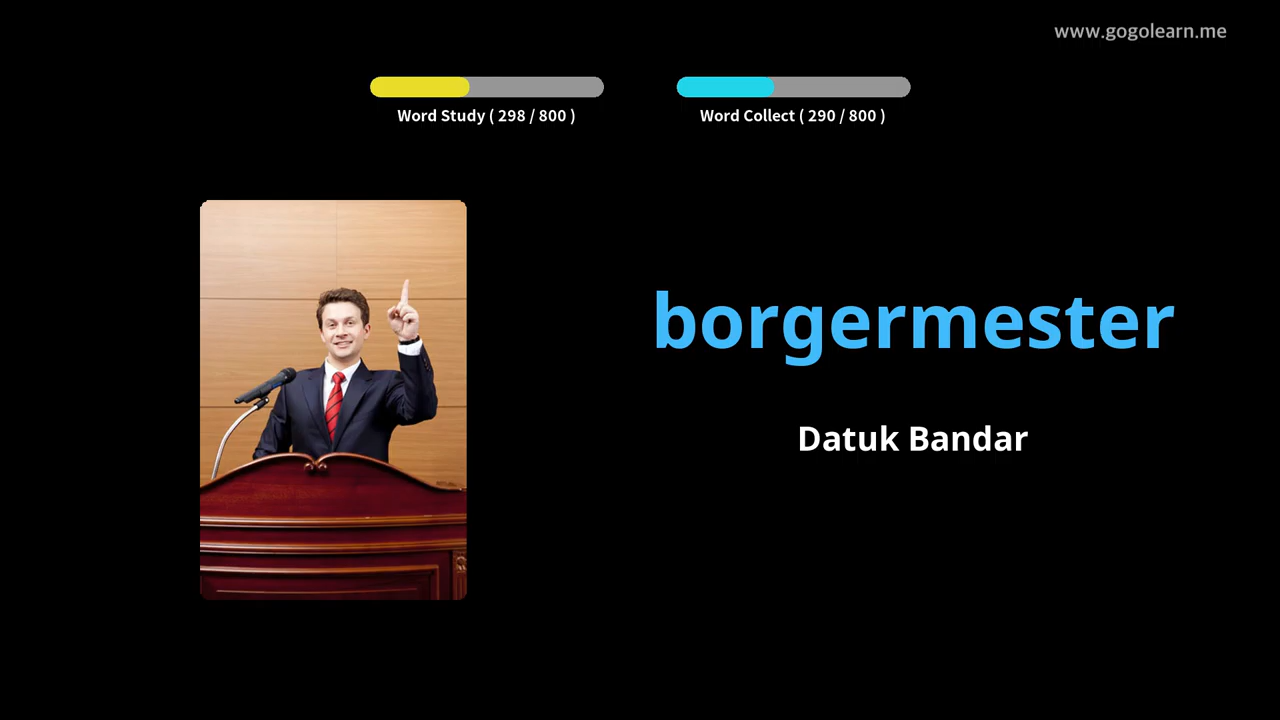 www.gogolearn.me
Word Study ( 298 / 800 )
Word Collect ( 290 / 800 )
borgermester
Datuk Bandar